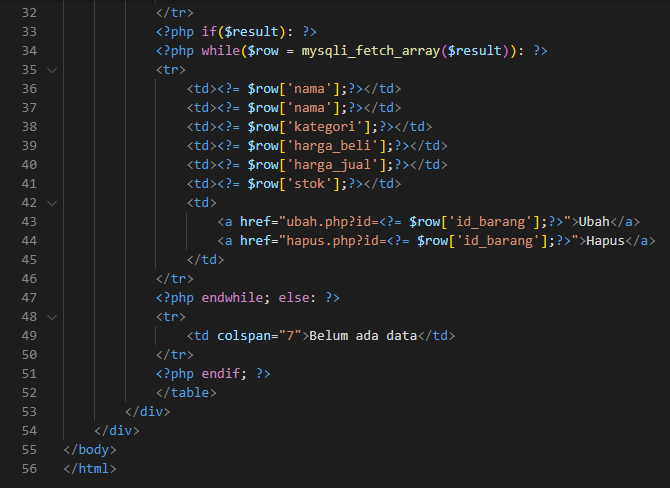 32 </tr>
33 <?php if($result): ?>
34 <?php while($row = mysqli_fetch_array($result)): ?>
35 <tr>
36 <td><?= $row['nama'];?></td>
37 <td><?= $row['nama'];?></td>
38 <td><?= $row['kategori'];?></td>
39 <td><?= $row['harga_beli'];?></td>
40 <td><?= $row['harga_jual'];?></td>
41 <td><?= $row['stok'];?></td>
42 <td>
43 <a href="ubah.php?id=<?= $row['id_barang'];?>">Ubah</a>
44 <a href="hapus.php?id=<?= $row['id_barang'];?>">Hapus</a>
45 </td>
46 </tr>
47 <?php endwhile; else: ?>
48 <tr>
49 <td colspan="7">Belum ada data</td>
50 </tr>
51 <?php endif; ?>
52 </table>
53 </div>
54 </div>
55 </body>
56 </html>